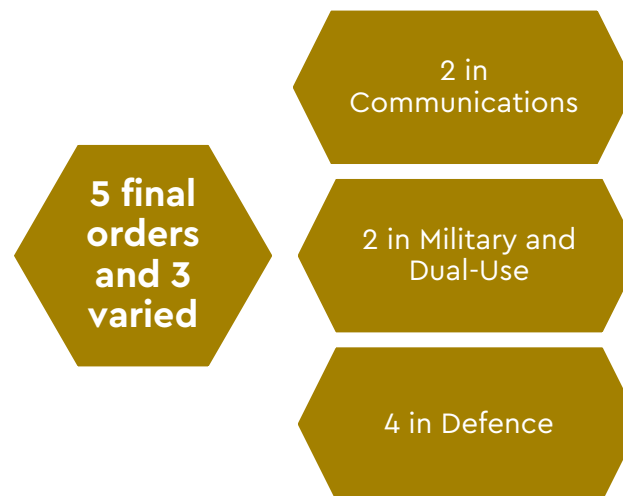 5 final
orders
and 3
varied
2 in
Communications
2 in Military and
Dual-Use
4 in Defence